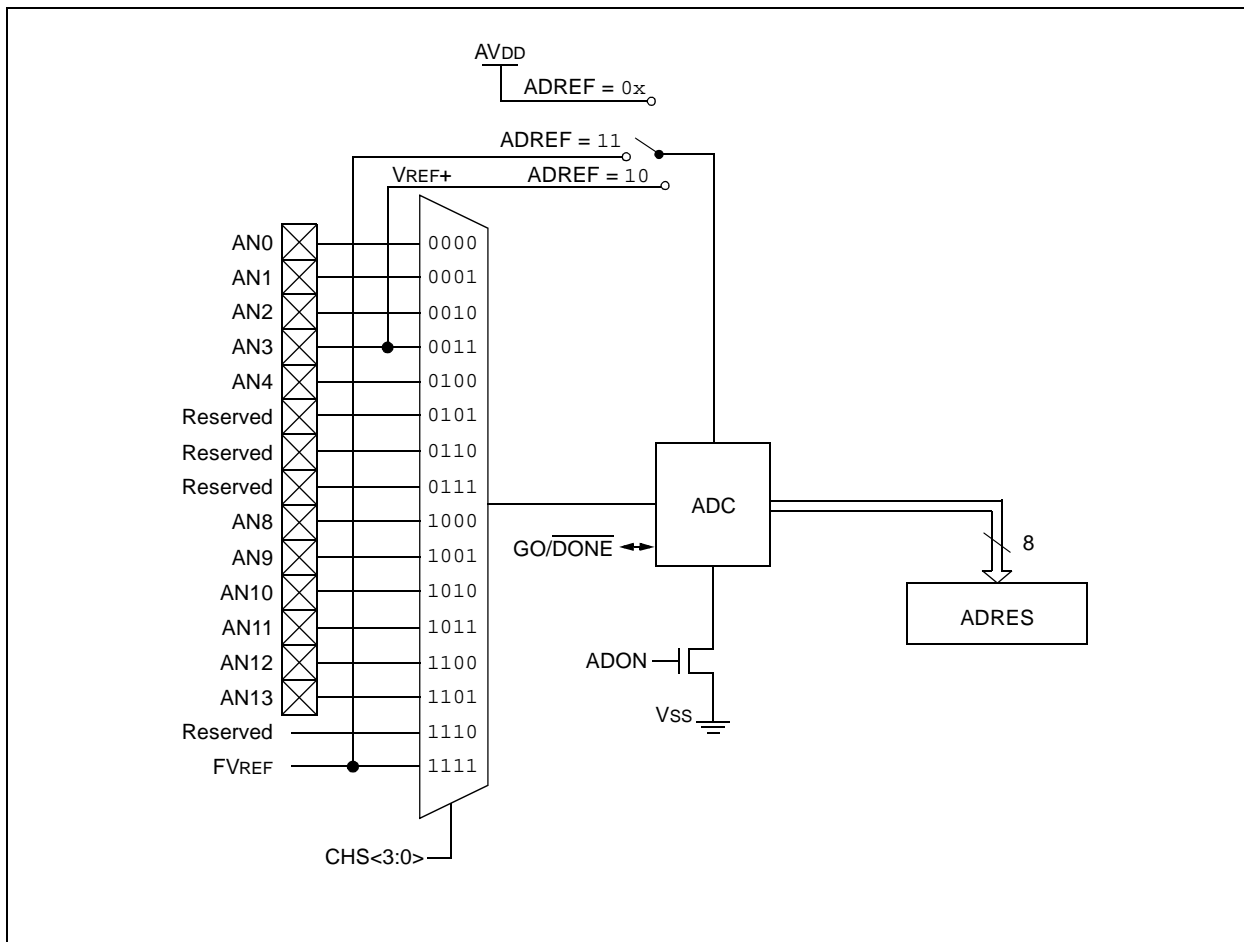 AVDD
ADREF = 0x
ADREF = 11
VREF+
ADREF = 10
AN0 0000
AN1 0001
AN2 0010
AN3 0011
AN4 0100
Reserved 0101
Reserved 0110
Reserved 0111
AN8 1000
AN9 1001
AN10 1010
AN11 1011
AN12 1100
AN13 1101
Reserved 1110
FVREF 1111
CHS<3:0>
ADC
GO/DONE
8
ADRES
ADON
VSS